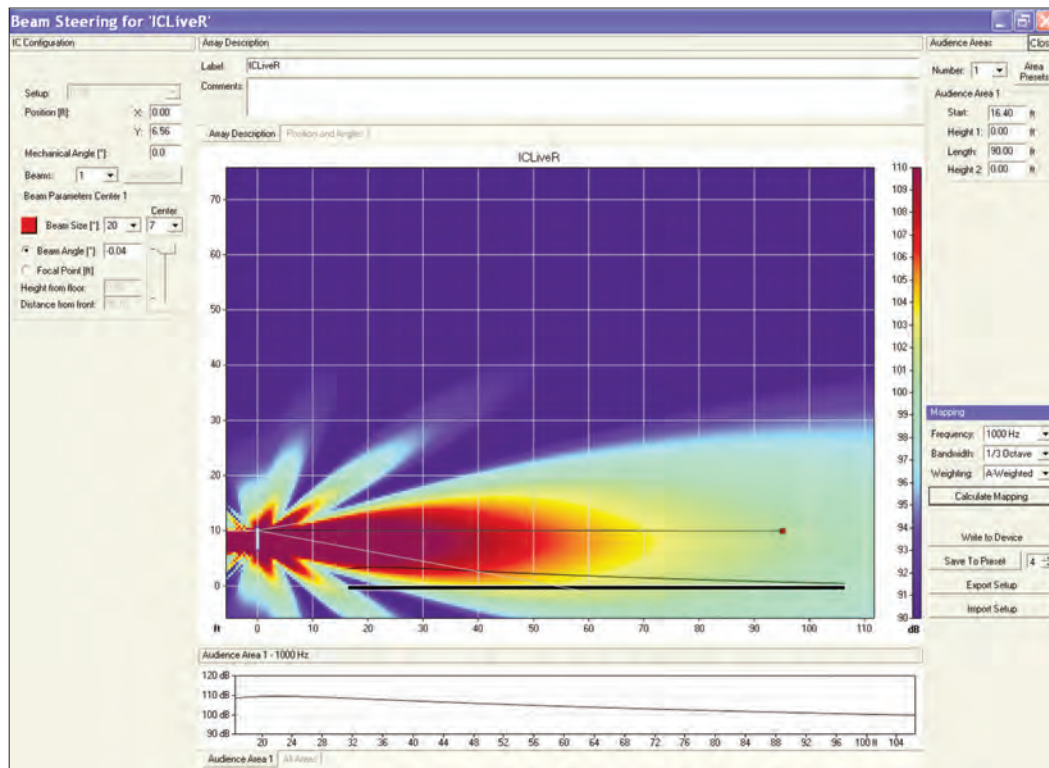 Beam Steering for 'ICLiveR'
IC Configuration
Setup:
Position [ft]: X: 0.00
Y: 6.56
Mechanical Angle [°]: 0.0
Beams: 1
Beam Parameters Center 1
Center
Beam Size [°]: 20 7
Beam Angle [°] -0.04
Focal Point [ft]
Height from floor:
Distance from front:
Array Description
Label: ICLiveR
Comments:
Array Description Position and Angles
ICLiveR
70
60
50
40
30
20
10
0
ft 0 10 20 30 40 50 60 70 80 90 100 110
110
109
108
107
106
105
104
103
102
101
100
99
98
97
96
95
94
93
92
91
90
dB
Audience Area 1 - 1000 Hz
120 dB
110 dB
100 dB
90 dB
20 24 28 32 36 40 44 48 52 56 60 64 68 72 76 80 84 88 92 96 100 ft 104
Audience Area 1 All Areas
Audience Areas Clos
Number: 1 Area Presets
Audience Area 1
Start: 16.40 ft
Height 1: 0.00 ft
Length: 90.00 ft
Height 2: 0.00 ft
Mapping
Frequency: 1000 Hz
Bandwidth: 1/3 Octave
Weighting: A-Weighted
Calculate Mapping
Write to Device
Save To Preset 4
Export Setup
Import Setup